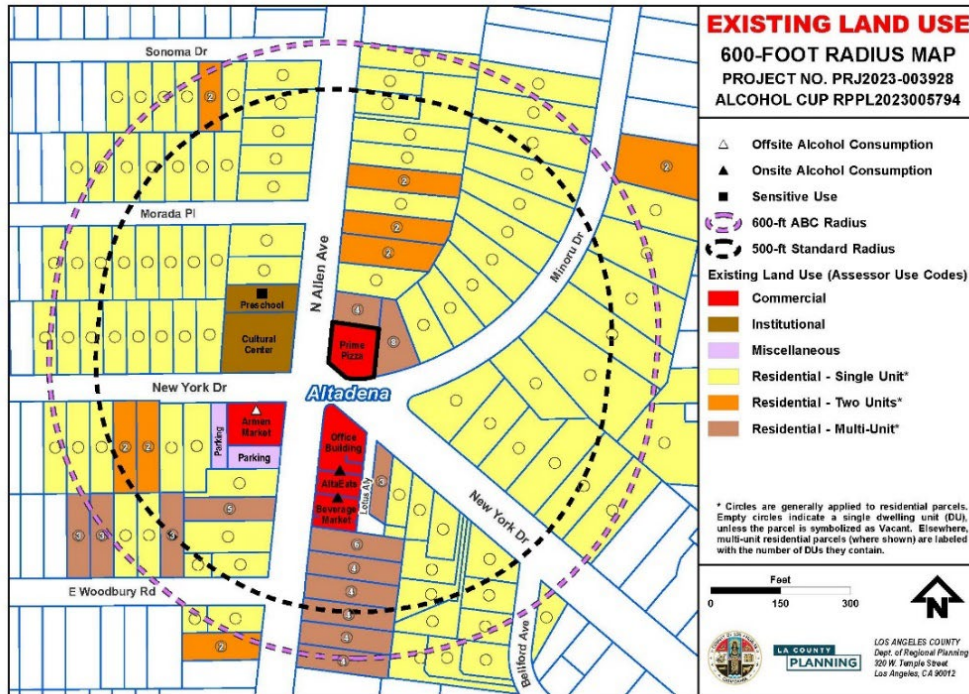 EXISTING LAND USE
600-FOOT RADIUS MAP
PROJECT NO. PRJ2023-003928
ALCOHOL CUP RPPL2023005794
Offsite Alcohol Consumption
Onsite Alcohol Consumption
Sensitive Use
600-ft ABC Radius
500-ft Standard Radius
Existing Land Use (Assessor Use Codes)
Commercial
Institutional
Miscellaneous
Residential - Single Unit*
Residential - Two Units*
Residential - Multi-Unit*
* Circles are generally applied to residential parcels.
Empty circles indicate a single dwelling unit (DU),
unless the parcel is symbolized as Vacant. Elsewhere,
multi-unit residential parcels (where shown) are labeled
with the number of DUs they contain.
Feet
0 150 300
N
LA COUNTY
PLANNING
LOS ANGELES COUNTY
Dept. of Regional Planning
320 W. Temple Street
Los Angeles, CA 90012
Sonoma Dr
Morada Pl
N Allen Ave
Minoru Dr
Preschool
Cultural
Center
Prime
Pizza
New York Dr
Altadena
Armen
Market
Parking
Parking
Office
Building
AltaEats
Beverage
Market
Lotus Aly
New York Dr
E Woodbury Rd
Bellford Ave